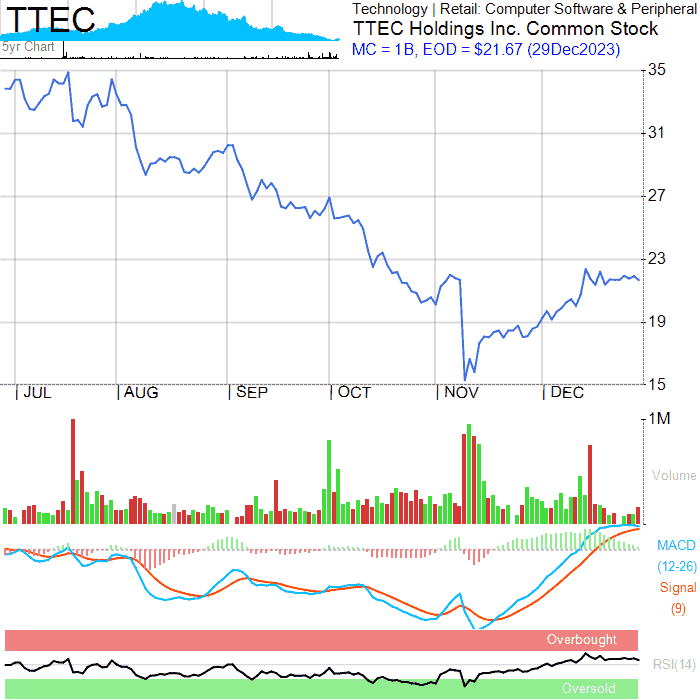 TTEC
Technology | Retail: Computer Software & Peripheral
TTEC Holdings Inc. Common Stock
5yr Chart
MC = 1B, EOD = $21.67 (29Dec2023)
35
31
27
23
19
15
| JUL | AUG | SEP | OCT | NOV | DEC
1M
Volume
MACD
(12-26)
Signal
(9)
Overbought
RSI(14)
Oversold